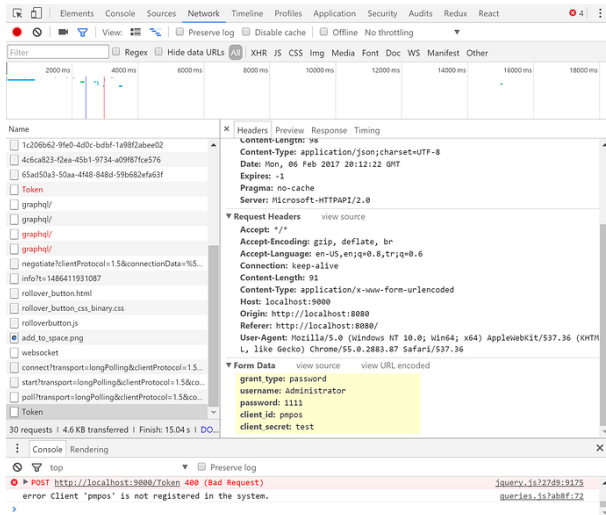 Elements Console Sources Network Timeline Profiles Application Security Audits Redux React 4
View: Preserve log Disable cache Offline No throttling
Filter Regex Hide data URLs All XHR JS CSS Img Media Font Doc WS Manifest Other
2000 ms 4000 ms 6000 ms 8000 ms 10000 ms 12000 ms 14000 ms 16000 ms 18000 ms
Name
1c206b62-9fe0-4d0c-bdbf-1a98f2abee02
4c6ca823-f2ea-45b1-9734-a09f87fce576
65ad50a3-50aa-4f48-848d-59b682efa63f
Token
graphql/
graphql/
graphql/
graphql/
negotiate?clientProtocol=1.5&connectionData=%5...
info?t=1486411931087
rollover_button.html
rollover_button_css_binary.css
rolloverbutton.js
add_to_space.png
websocket
connect?transport=longPolling&clientProtocol=1.5...
start?transport=longPolling&clientProtocol=1.5&co...
poll?transport=longPolling&clientProtocol=1.5&co...
Token
30 requests | 4.6 KB transferred | Finish: 15.04 s | DO...
× Headers Preview Response Timing
Content-Length: 98
Content-Type: application/json;charset=UTF-8
Date: Mon, 06 Feb 2017 20:12:22 GMT
Expires: -1
Pragma: no-cache
Server: Microsoft-HTTPAPI/2.0
Request Headers view source
Accept: */*
Accept-Encoding: gzip, deflate, br
Accept-Language: en-US,en;q=0.8,tr;q=0.6
Connection: keep-alive
Content-Length: 91
Content-Type: application/x-www-form-urlencoded
Host: localhost:9000
Origin: http://localhost:8080
Referer: http://localhost:8080/
User-Agent: Mozilla/5.0 (Windows NT 10.0; Win64; x64) AppleWebKit/537.36 (KHTM
L, like Gecko) Chrome/55.0.2883.87 Safari/537.36
Form Data view source view URL encoded
grant_type: password
username: Administrator
password: 1111
client_id: pmpos
client_secret: test
Console Rendering
top Preserve log
POST http://localhost:9000/Token 400 (Bad Request) jquery.js?27d9:9175
error Client 'pmpos' is not registered in the system. queries.js?ab8f:72